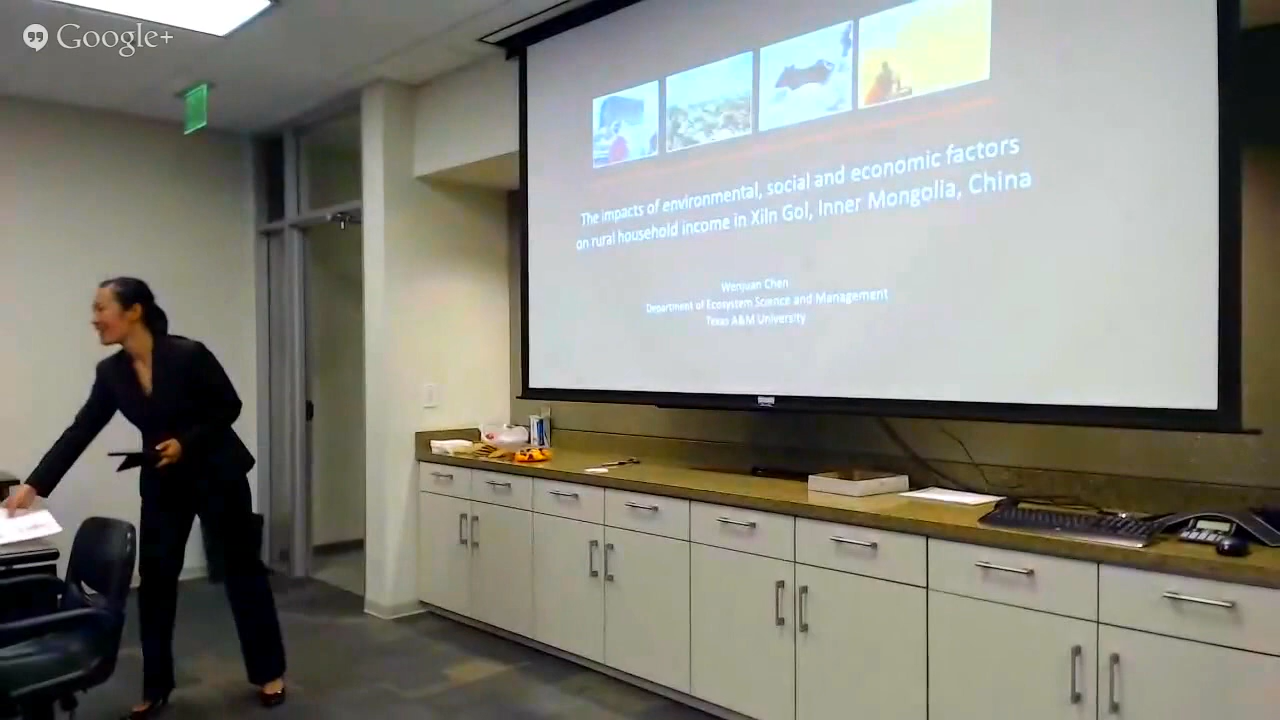 Google+
The impacts of environmental, social and economic factors
on rural household income in Xiln Gol, Inner Mongolia, China
Wenjuan Chen
Department of Ecosystem Science and Management
Texas A&M University